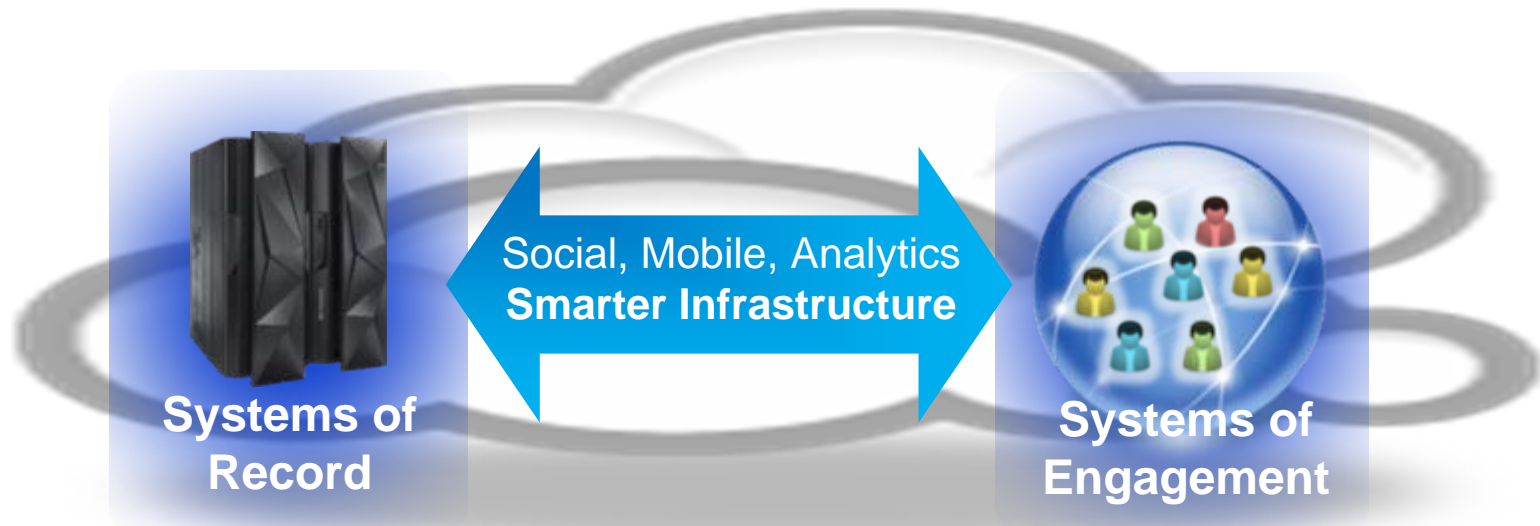 Social, Mobile, Analytics
Smarter Infrastructure
Systems of
Record
Systems of
Engagement